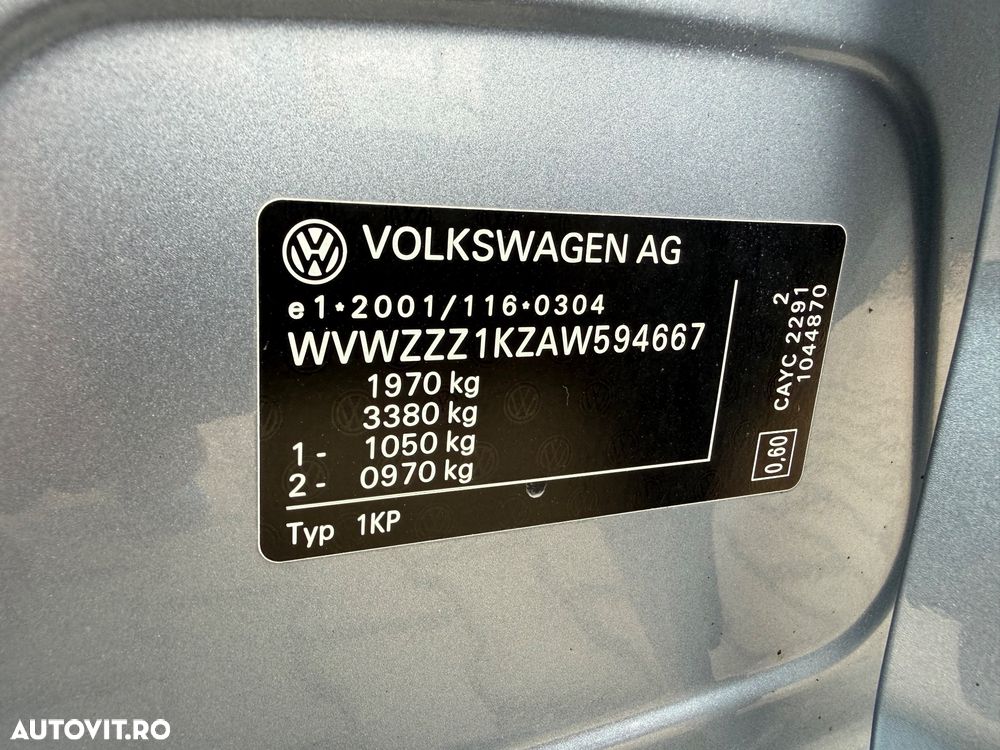 VOLKSWAGEN AG
e1*2001/116*0304
WVWZZZ1KZAW594667
1970 kg
3380 kg
1 - 1050 kg
2 - 0970 kg
Typ 1KP
2
CAYC 2291
1044870
0,60
AUTOVIT.RO